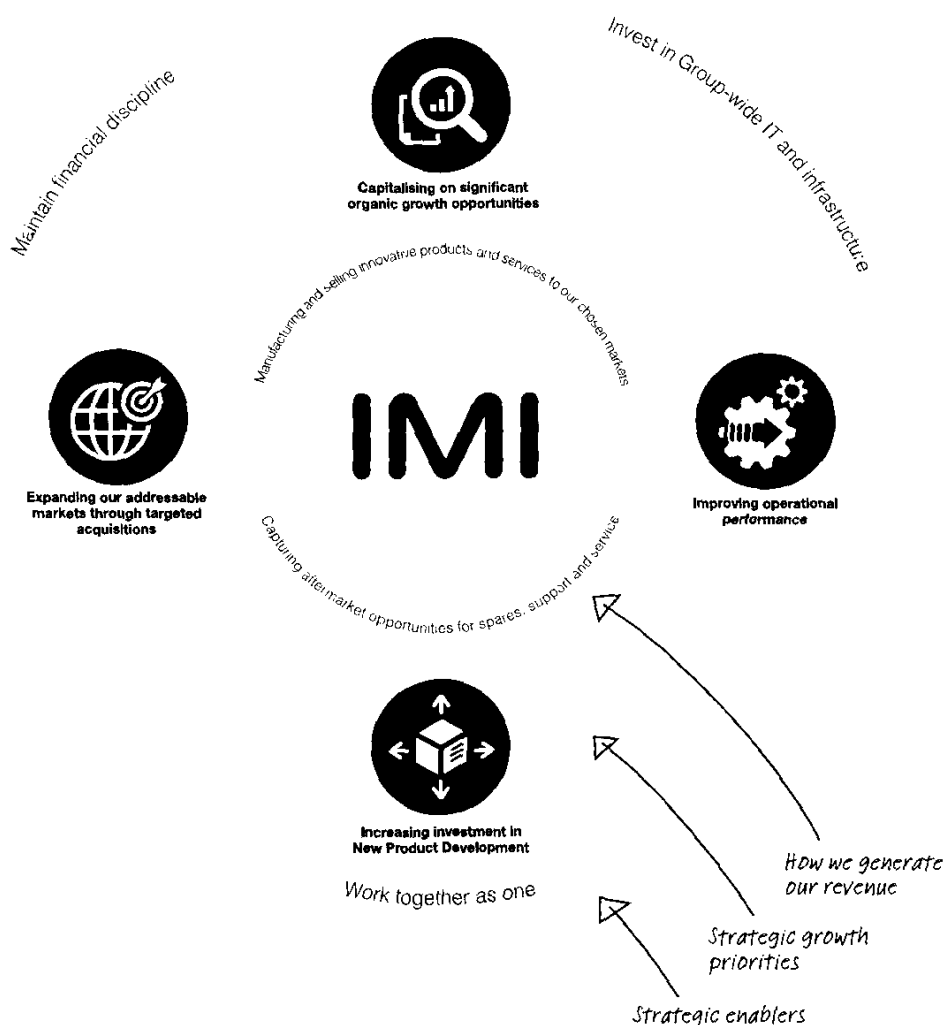 Maintain financial discipline
Invest in Group-wide IT and infrastructure
Capitalising on significant
organic growth opportunities
Manufacturing and selling innovative products and services to our chosen markets
IMI
Expanding our addressable
markets through targeted
acquisitions
Improving operational
performance
Capturing aftermarket opportunities for spares, support and service
Increasing investment in
New Product Development
Work together as one
How we generate
our revenue
Strategic growth
priorities
Strategic enablers